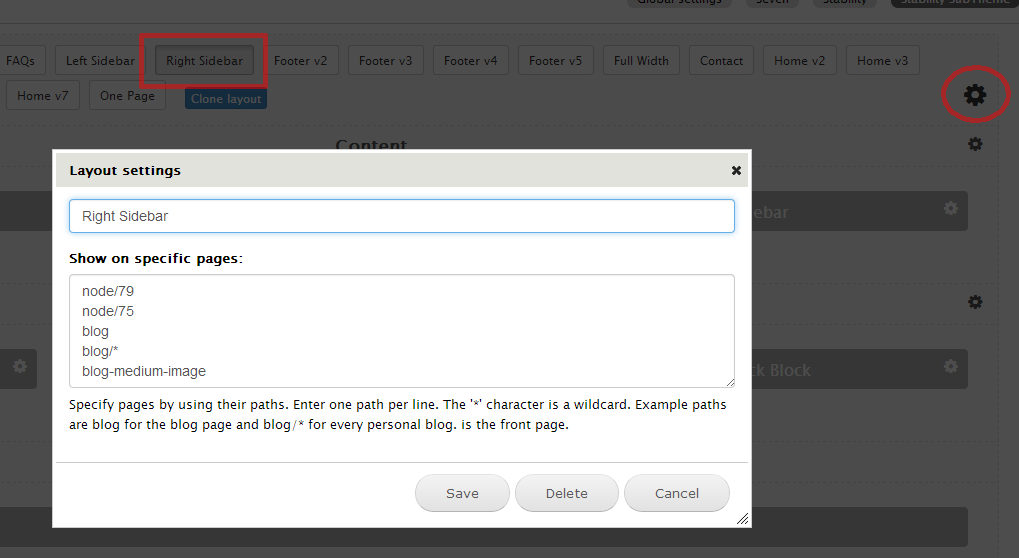 Global settings Seven Stability Stability SubTheme
FAQs Left Sidebar Right Sidebar Footer v2 Footer v3 Footer v4 Footer v5 Full Width Contact Home v2 Home v3
Home v7 One Page Clone layout
Content
Layout settings
Right Sidebar
ebar
Show on specific pages:
node/79
node/75
blog
blog/*
blog-medium-image
ck Block
Specify pages by using their paths. Enter one path per line. The '*' character is a wildcard. Example paths
are blog for the blog page and blog/* for every personal blog. is the front page.
Save Delete Cancel